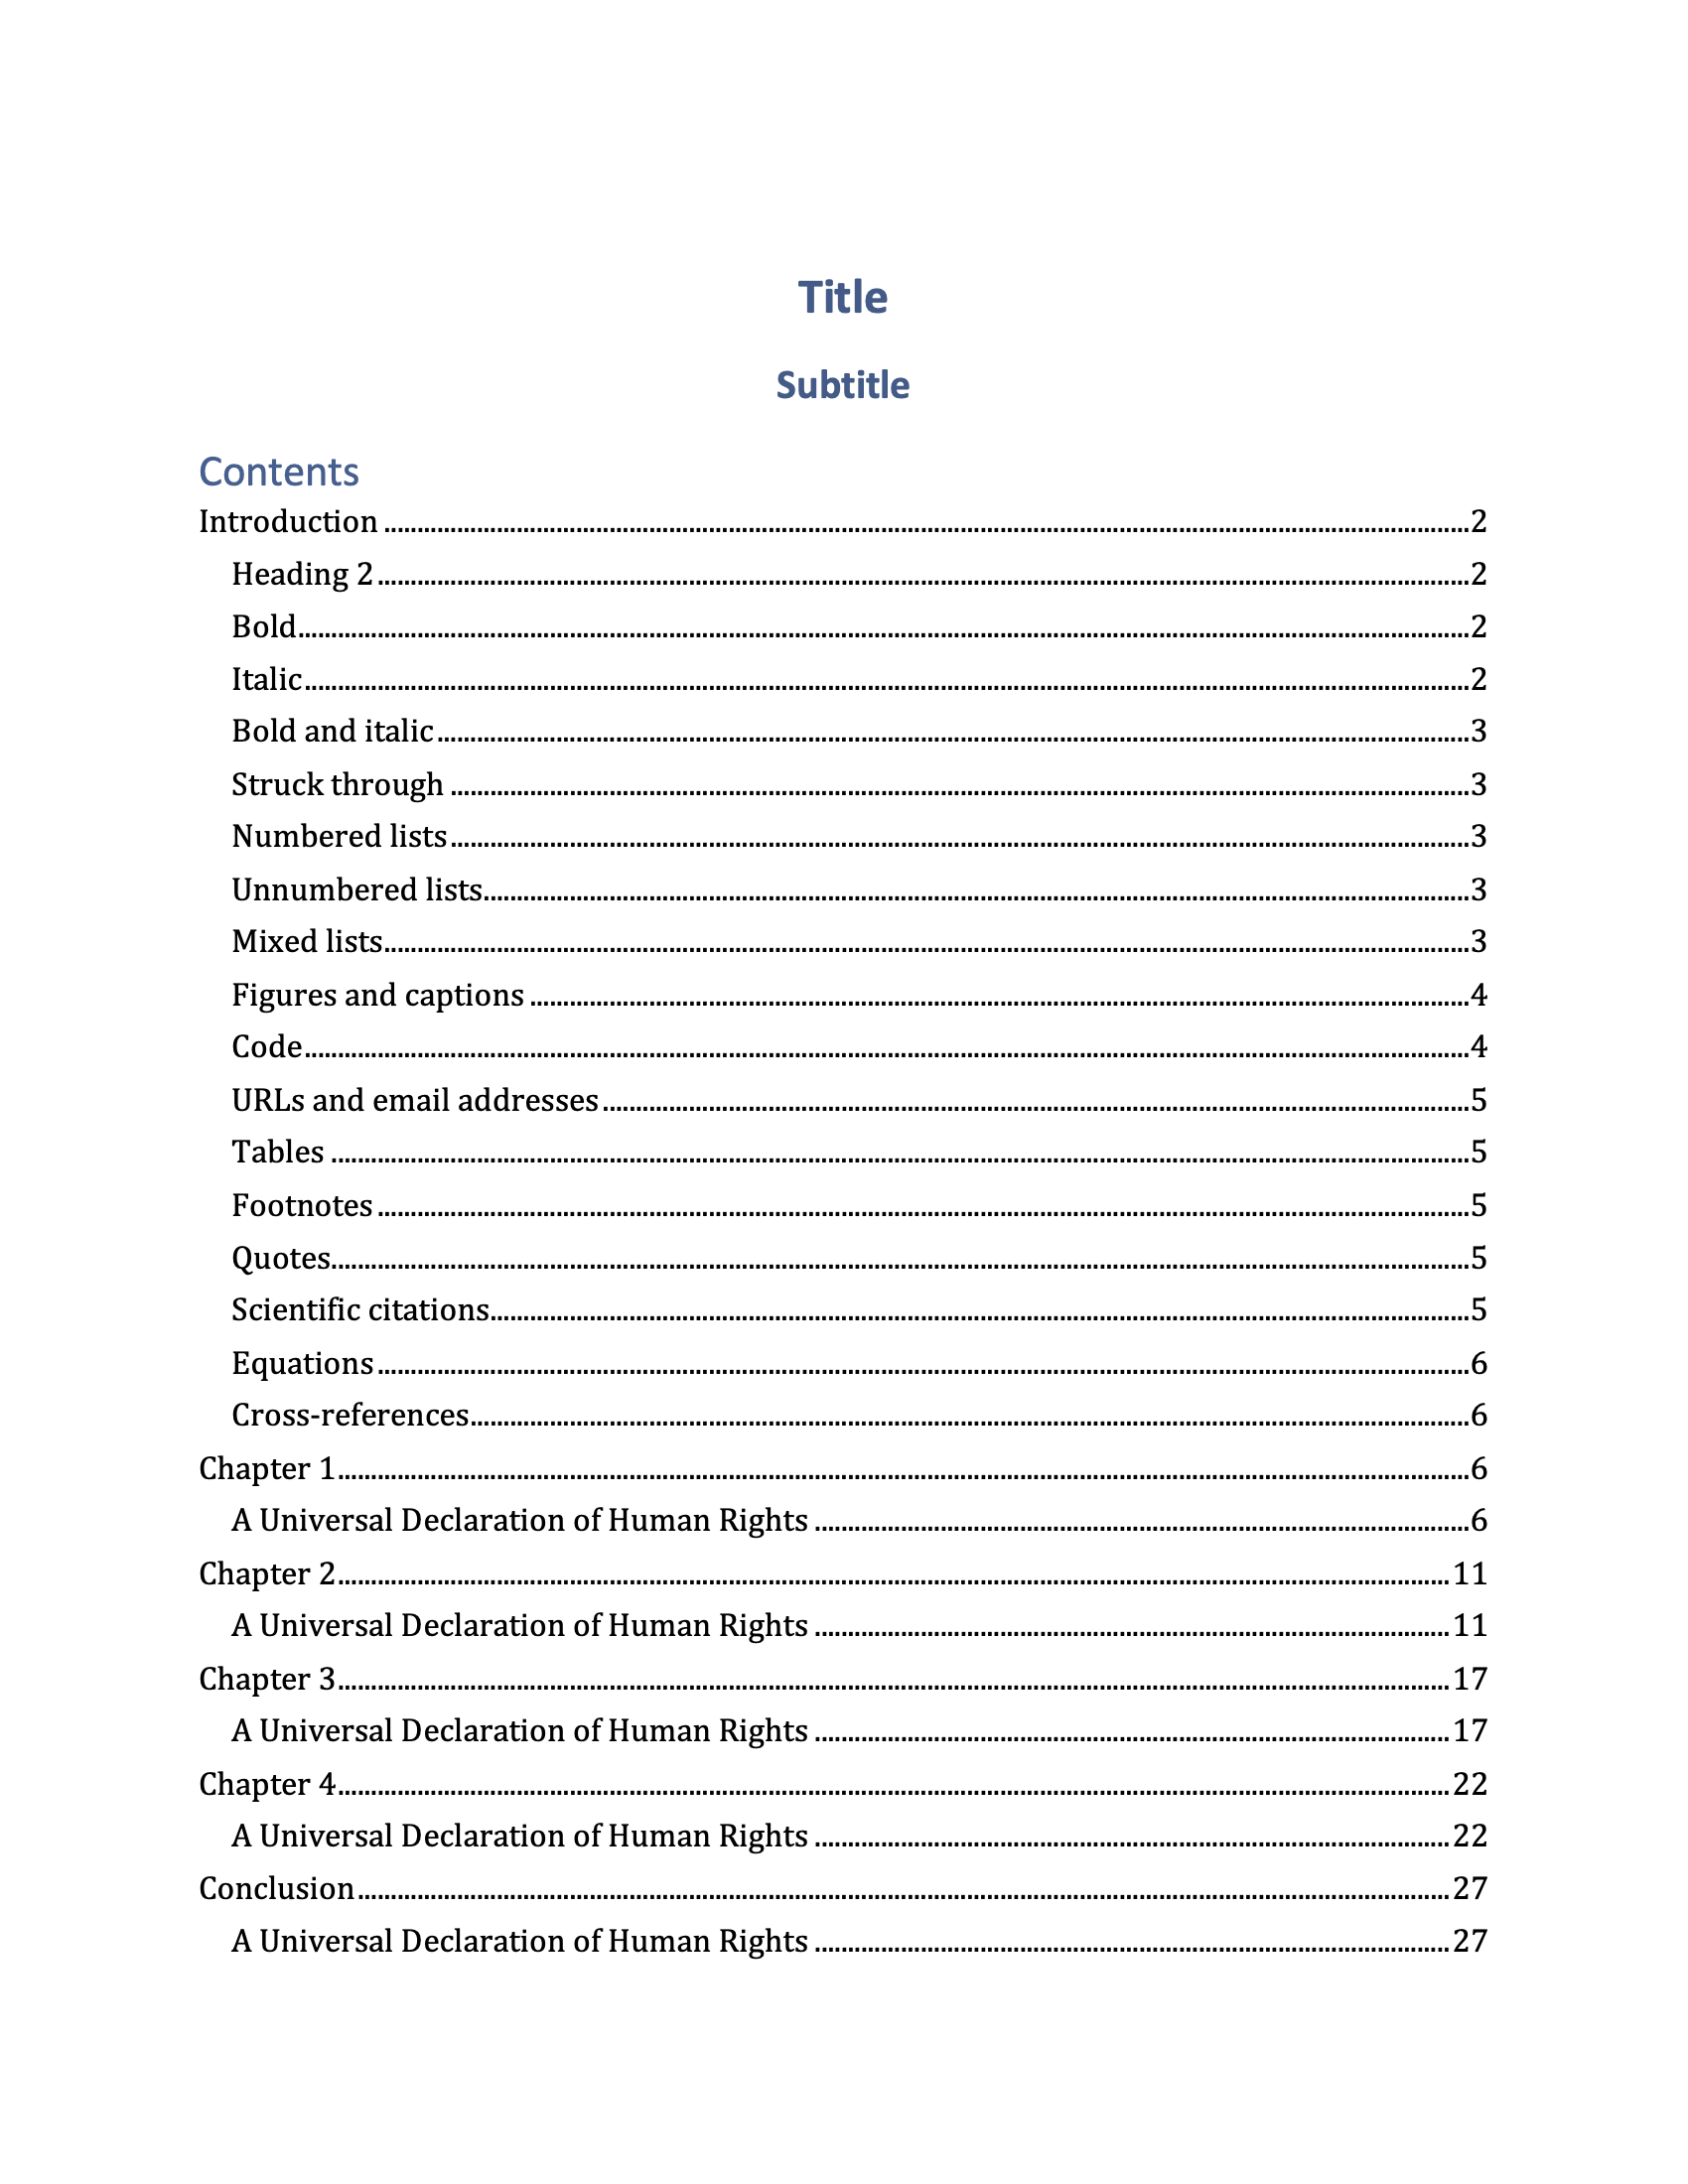 Title
Subtitle
Contents
Introduction ........ 2
Heading 2 ........ 2
Bold ........ 2
Italic ........ 2
Bold and italic ........ 3
Struck through ........ 3
Numbered lists ........ 3
Unnumbered lists ........ 3
Mixed lists ........ 3
Figures and captions ........ 4
Code ........ 4
URLs and email addresses ........ 5
Tables ........ 5
Footnotes ........ 5
Quotes ........ 5
Scientific citations ........ 5
Equations ........ 6
Cross-references ........ 6
Chapter 1 ........ 6
A Universal Declaration of Human Rights ........ 6
Chapter 2 ........ 11
A Universal Declaration of Human Rights ........ 11
Chapter 3 ........ 17
A Universal Declaration of Human Rights ........ 17
Chapter 4 ........ 22
A Universal Declaration of Human Rights ........ 22
Conclusion ........ 27
A Universal Declaration of Human Rights ........ 27